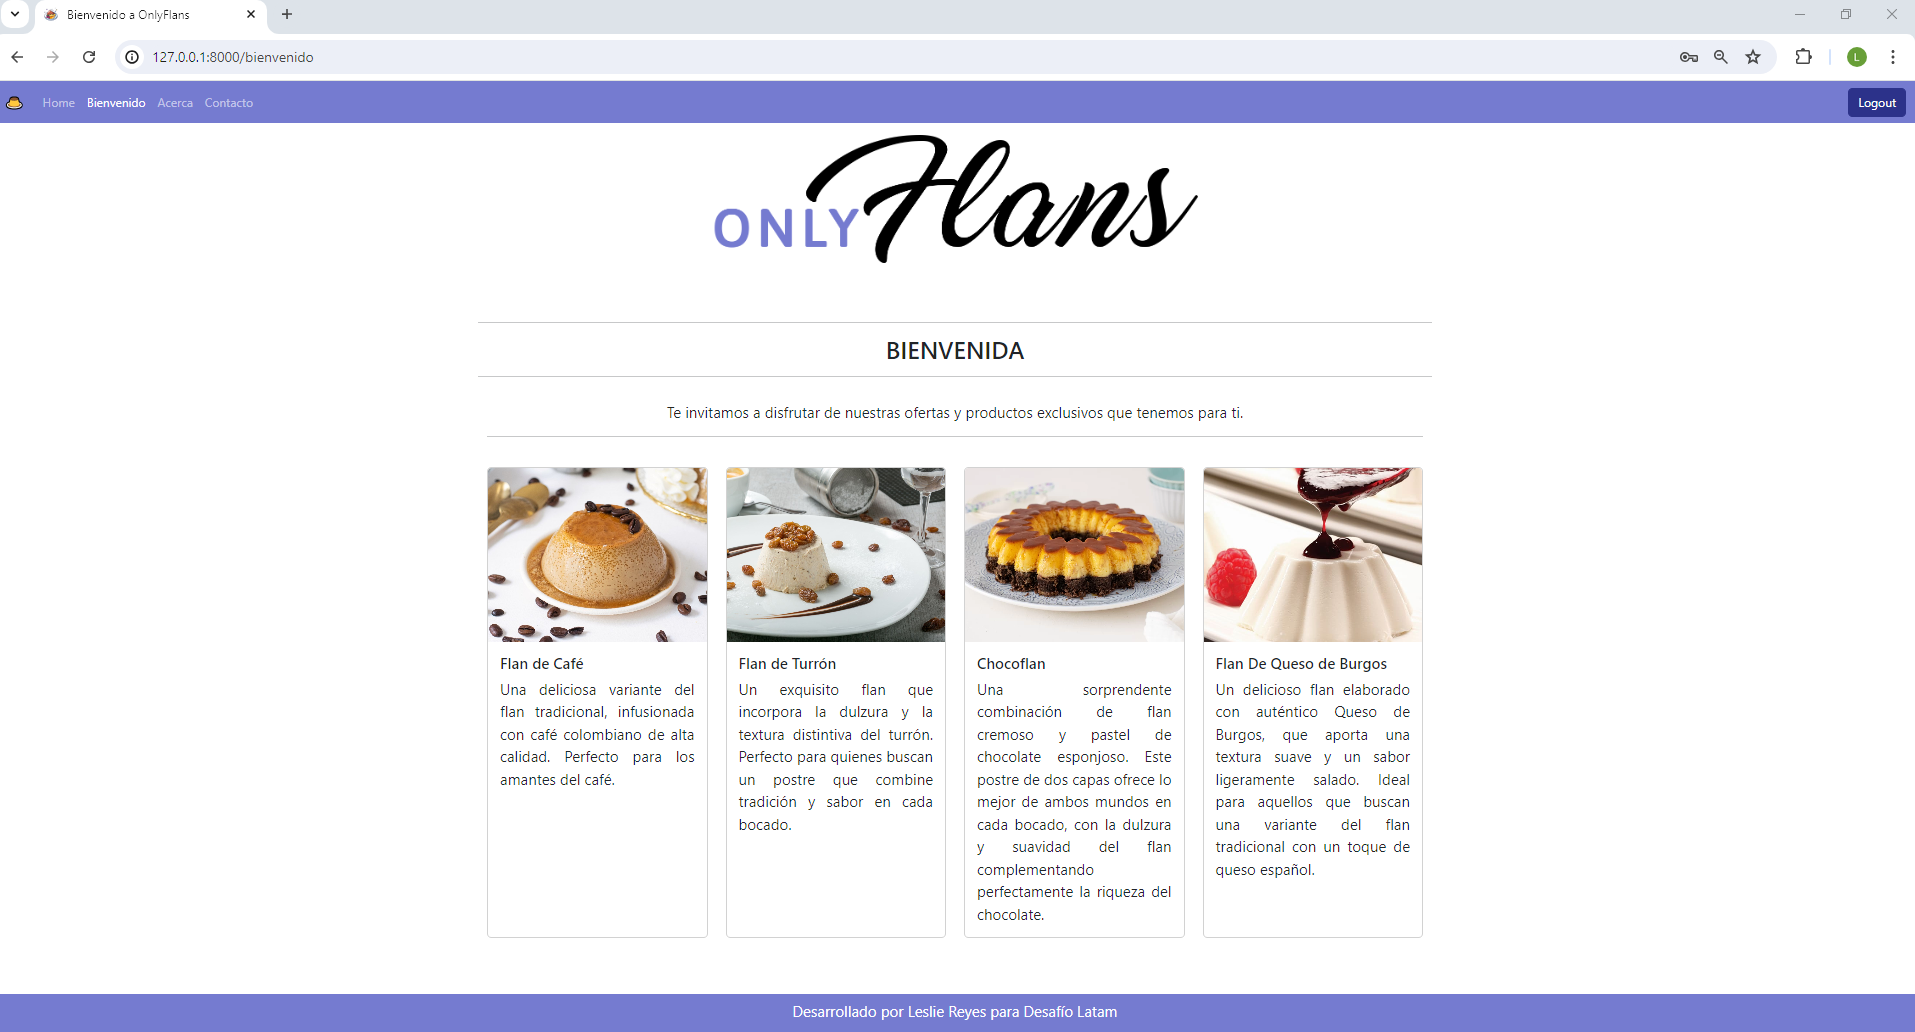 Bienvenido a OnlyFlans
127.0.0.1:8000/bienvenido
L
Home Bienvenido Acerca Contacto
Logout
ONLY Flans
BIENVENIDA
Te invitamos a disfrutar de nuestras ofertas y productos exclusivos que tenemos para ti.
Flan de Café
Una deliciosa variante del
flan tradicional, infusionada
con café colombiano de alta
calidad. Perfecto para los
amantes del café.
Flan de Turrón
Un exquisito flan que
incorpora la dulzura y la
textura distintiva del turrón.
Perfecto para quienes buscan
un postre que combine
tradición y sabor en cada
bocado.
Chocoflan
Una sorprendente
combinación de flan
cremoso y pastel de
chocolate esponjoso. Este
postre de dos capas ofrece lo
mejor de ambos mundos en
cada bocado, con la dulzura
y suavidad del flan
complementando
perfectamente la riqueza del
chocolate.
Flan De Queso de Burgos
Un delicioso flan elaborado
con auténtico Queso de
Burgos, que aporta una
textura suave y un sabor
ligeramente salado. Ideal
para aquellos que buscan
una variante del flan
tradicional con un toque de
queso español.
Desarrollado por Leslie Reyes para Desafío Latam